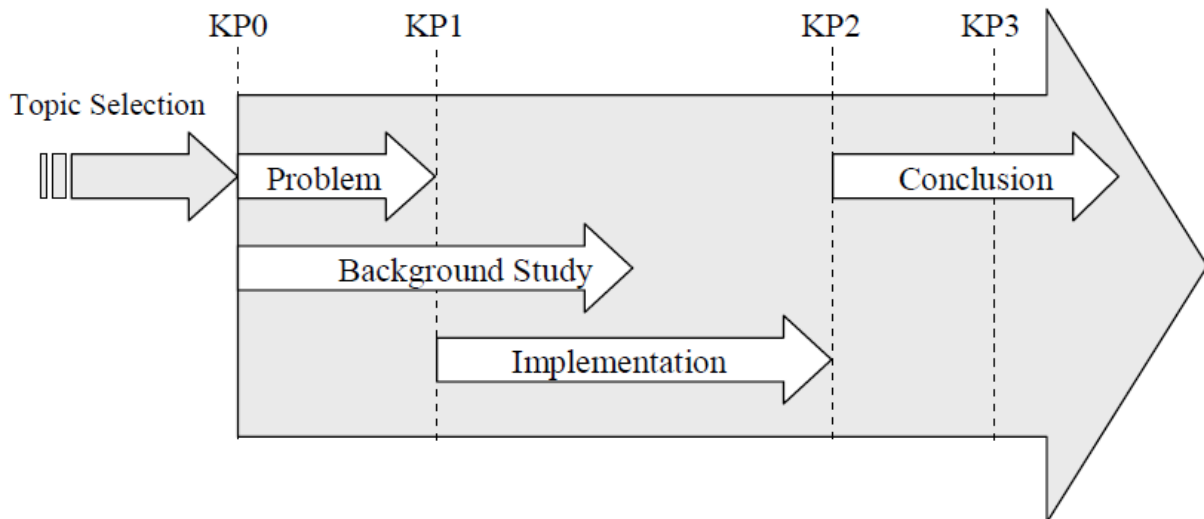 KP0 KP1 KP2 KP3
Topic Selection
Problem
Conclusion
Background Study
Implementation